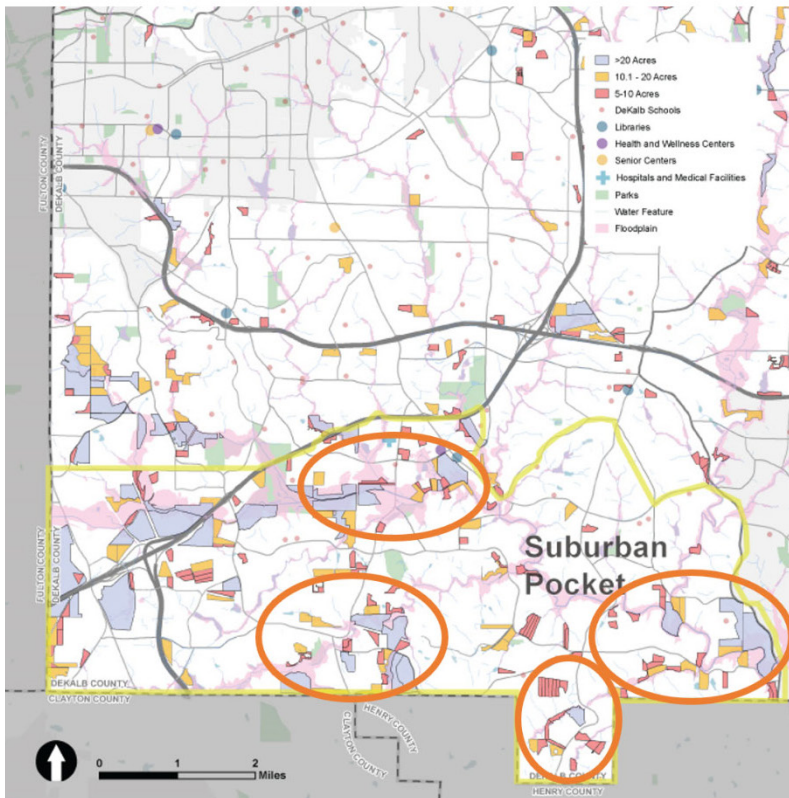 >20 Acres
10.1 - 20 Acres
5-10 Acres
DeKalb Schools
Libraries
Health and Wellness Centers
Senior Centers
Hospitals and Medical Facilities
Parks
Water Feature
Floodplain
FULTON COUNTY
DEKALB COUNTY
Suburban
Pocket
FULTON COUNTY
DEKALB COUNTY
DEKALB COUNTY
CLAYTON COUNTY
HENRY COUNTY
CLAYTON COUNTY
DEKALB COUNTY
HENRY COUNTY
0 1 2
Miles